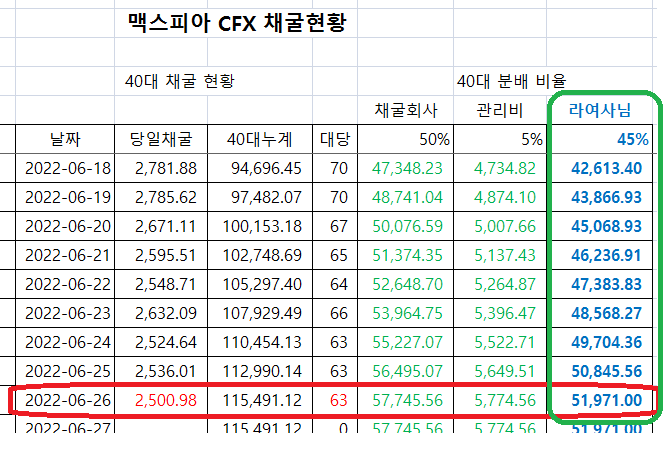 맥스피아 CFX 채굴현황
40대 채굴 현황 40대 분배 비율
채굴회사 관리비 라여사님
날짜 당일채굴 40대누계 대당 50% 5% 45%
2022-06-18 2,781.88 94,696.45 70 47,348.23 4,734.82 42,613.40
2022-06-19 2,785.62 97,482.07 70 48,741.04 4,874.10 43,866.93
2022-06-20 2,671.11 100,153.18 67 50,076.59 5,007.66 45,068.93
2022-06-21 2,595.51 102,748.69 65 51,374.35 5,137.43 46,236.91
2022-06-22 2,548.71 105,297.40 64 52,648.70 5,264.87 47,383.83
2022-06-23 2,632.09 107,929.49 66 53,964.75 5,396.47 48,568.27
2022-06-24 2,524.64 110,454.13 63 55,227.07 5,522.71 49,704.36
2022-06-25 2,536.01 112,990.14 63 56,495.07 5,649.51 50,845.56
2022-06-26 2,500.98 115,491.12 63 57,745.56 5,774.56 51,971.00
2022-06-27 115,491.12 0 57,745.56 5,774.56 51,971.00